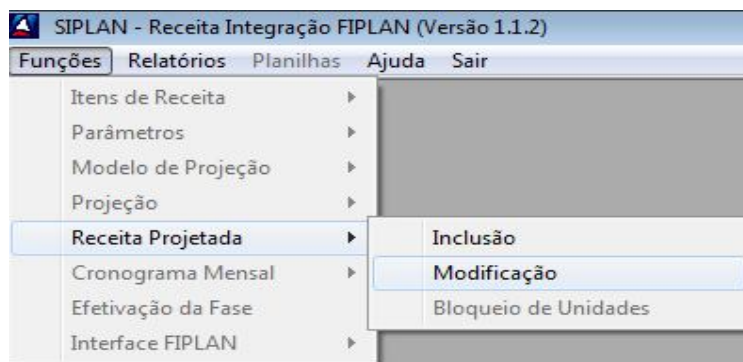 SIPLAN - Receita Integração FIPLAN (Versão 1.1.2)
Funções Relatórios Planilhas Ajuda Sair
Itens de Receita
Parâmetros
Modelo de Projeção
Projeção
Receita Projetada
Inclusão
Cronograma Mensal
Modificação
Efetivação da Fase
Bloqueio de Unidades
Interface FIPLAN